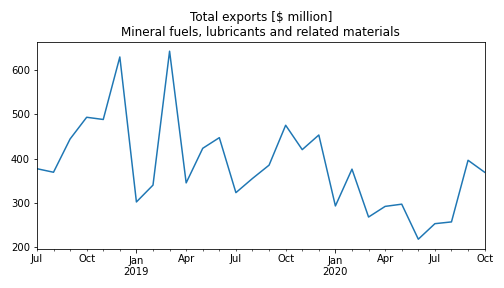 Total exports [$ million]
Mineral fuels, lubricants and related materials
600
500
400
300
200
Jul
Oct
Jan
2019
Apr
Jul
Oct
Jan
2020
Apr
Jul
Oct